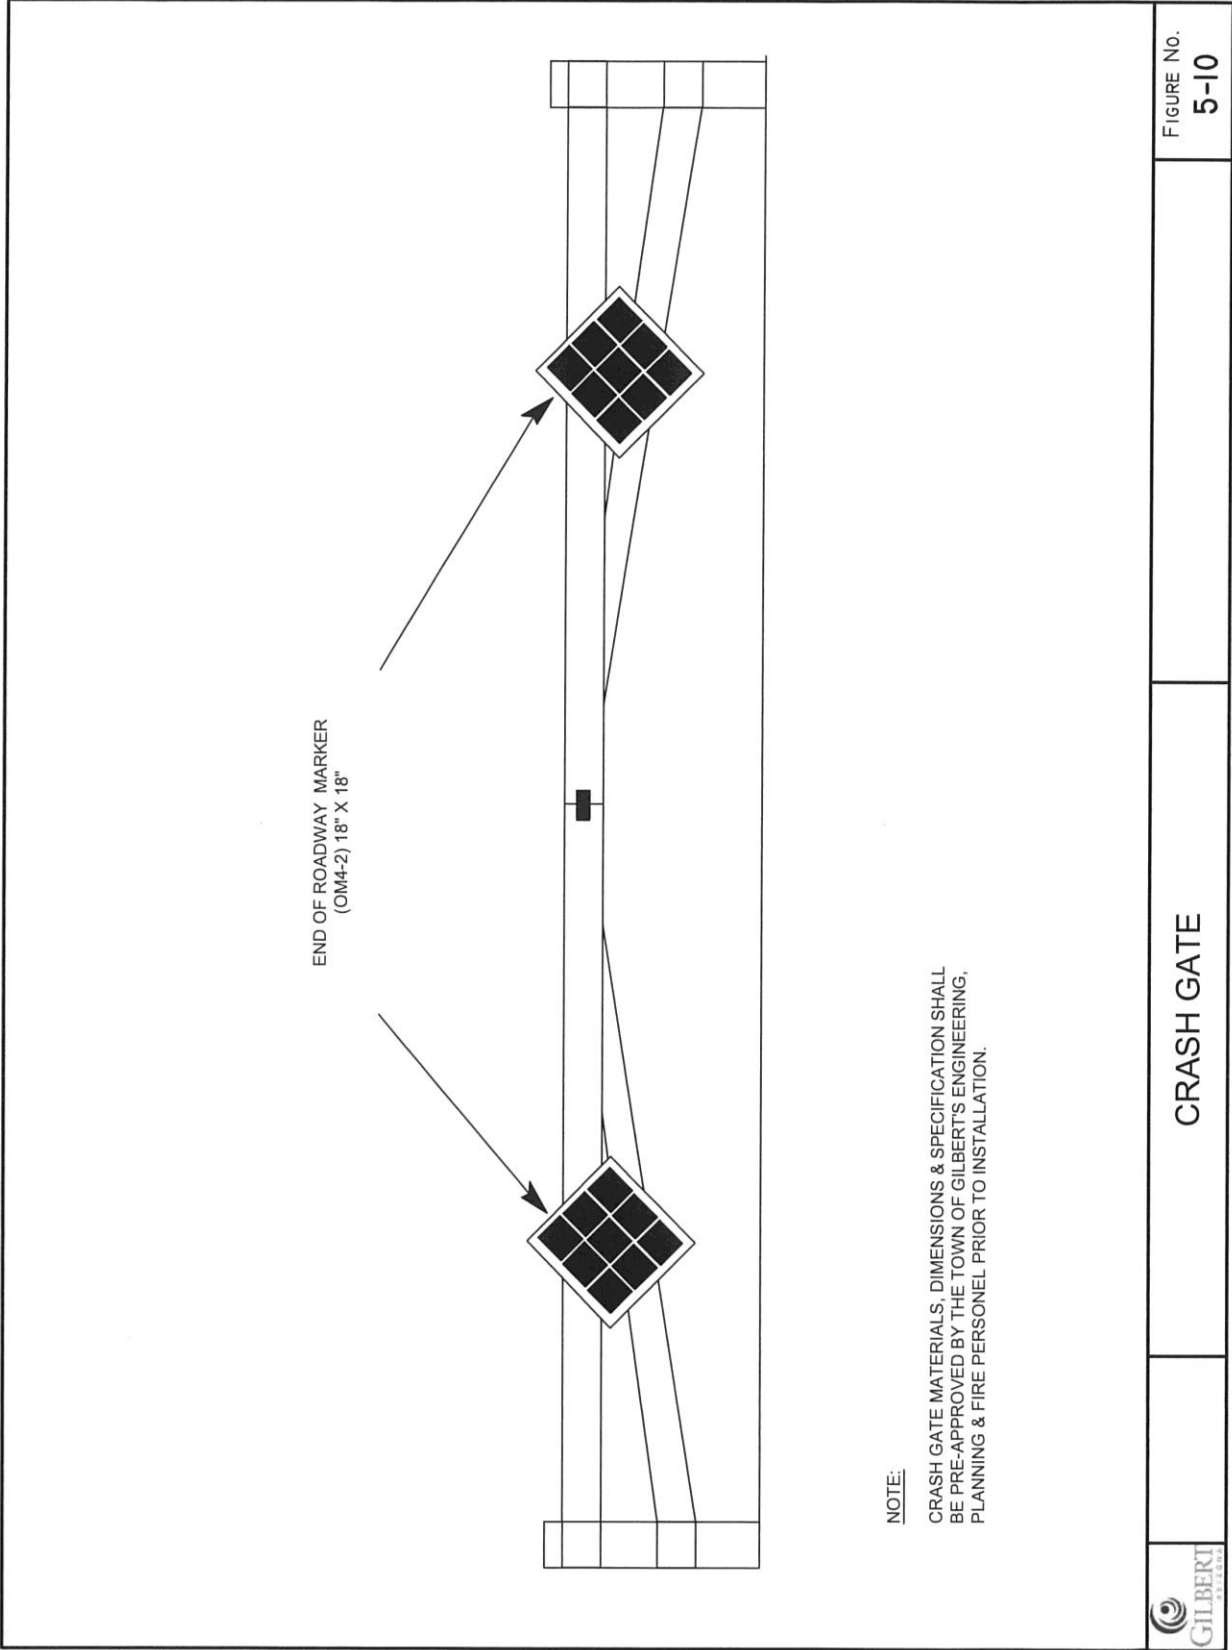 END OF ROADWAY MARKER
(OM4-2) 18" X 18"
NOTE:
CRASH GATE MATERIALS, DIMENSIONS & SPECIFICATION SHALL
BE PRE-APPROVED BY THE TOWN OF GILBERT'S ENGINEERING,
PLANNING & FIRE PERSONEL PRIOR TO INSTALLATION.
GILBERT
ARIZONA
CRASH GATE
FIGURE NO.
5-10